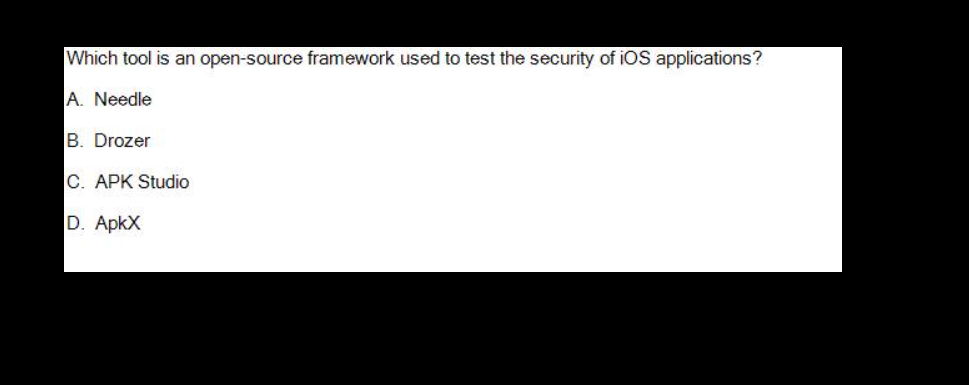 Which tool is an open-source framework used to test the security of iOS applications?
A. Needle
B. Drozer
C. APK Studio
D. ApkX